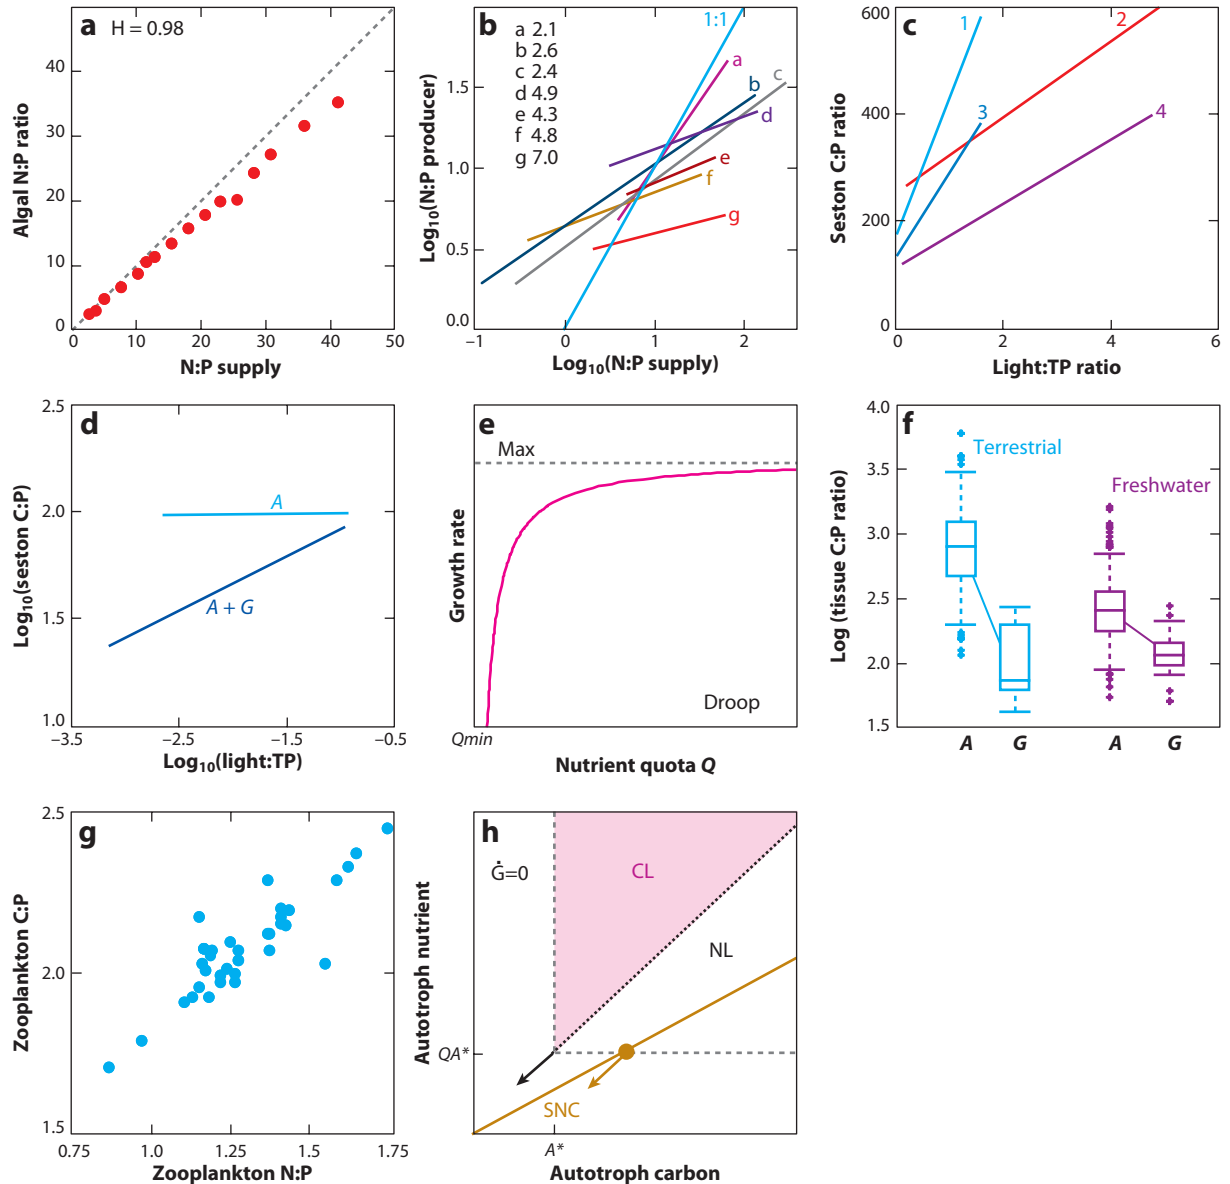 a H = 0.98
Algal N:P ratio
40
30
20
10
0
0 10 20 30 40 50
N:P supply
b
a 2.1
b 2.6
c 2.4
d 4.9
e 4.3
f 4.8
g 7.0
1:1
a
b
c
d
e
f
g
Log10(N:P producer)
1.5
1.0
0.5
0.0
–1 0 1 2
Log10(N:P supply)
c
1
2
3
4
Seston C:P ratio
600
400
200
0
0 2 4 6
Light:TP ratio
d
A
A + G
Log10(seston C:P)
2.5
2.0
1.5
1.0
–3.5 –2.5 –1.5 –0.5
Log10(light:TP)
e
Max
Growth rate
Droop
Qmin
Nutrient quota Q
f
Terrestrial
Freshwater
Log (tissue C:P ratio)
4.0
3.5
3.0
2.5
2.0
1.5
A G A G
g
Zooplankton C:P
2.5
2.0
1.5
0.75 1.0 1.25 1.5 1.75
Zooplankton N:P
h
Ġ=0
CL
NL
SNC
Autotroph nutrient
QA*
A*
Autotroph carbon